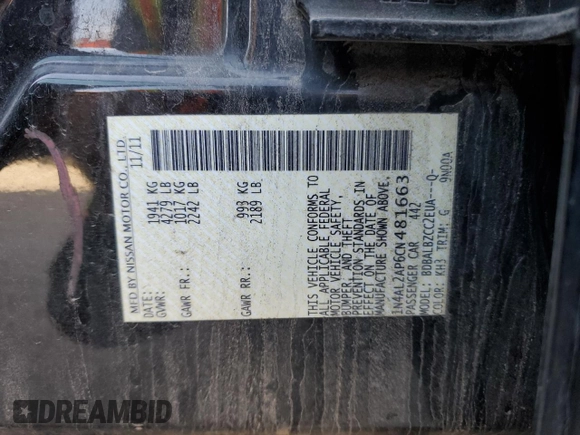 MFD BY NISSAN MOTOR CO., LTD
DATE: 11/11
GVWR: 1941 KG
4279 LB
GAWR FR: 1017 KG
2242 LB
GAWR RR: 993 KG
2189 LB
THIS VEHICLE CONFORMS TO
ALL APPLICABLE FEDERAL
MOTOR VEHICLE SAFETY,
BUMPER, AND THEFT
PREVENTION STANDARDS IN
EFFECT ON THE DATE OF
MANUFACTURE SHOWN ABOVE.
1N4AL2AP6CN481663
PASSENGER CAR 442
MODEL: BDBALBZCC2EUA---Q-
COLOR: KH3 TRIM: G 9N00A
DREAMBID